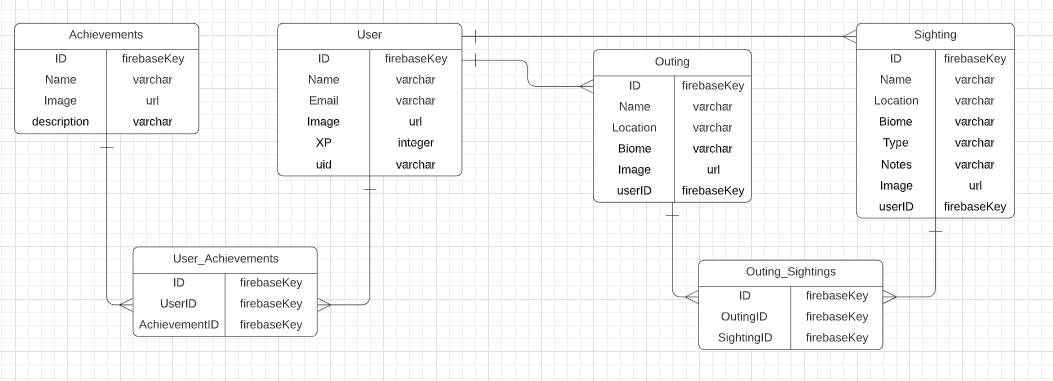 Achievements
ID firebaseKey
Name varchar
Image url
description varchar
User
ID firebaseKey
Name varchar
Email varchar
Image url
XP integer
uid varchar
Outing
ID firebaseKey
Name varchar
Location varchar
Biome varchar
Image url
userID firebaseKey
Sighting
ID firebaseKey
Name varchar
Location varchar
Biome varchar
Type varchar
Notes varchar
Image url
userID firebaseKey
User_Achievements
ID firebaseKey
UserID firebaseKey
AchievementID firebaseKey
Outing_Sightings
ID firebaseKey
OutingID firebaseKey
SightingID firebaseKey